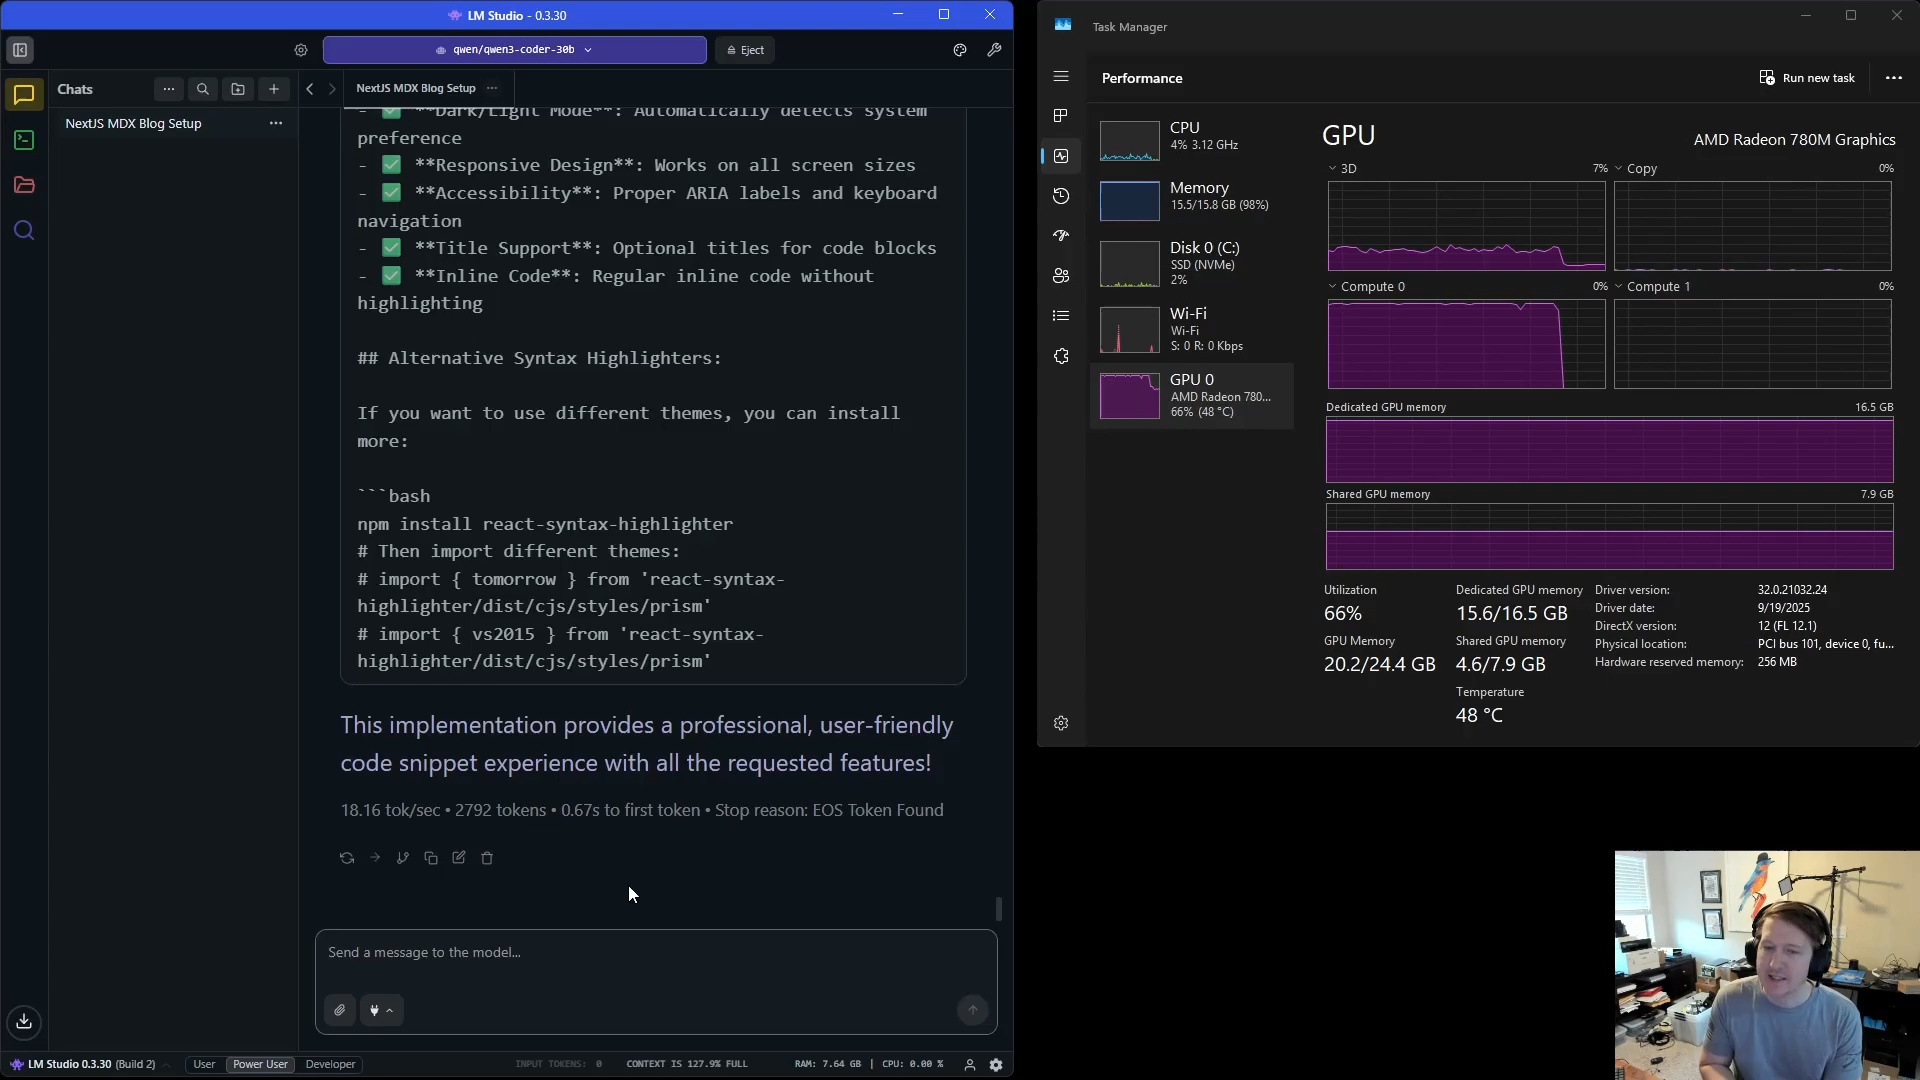 LM Studio - 0.3.30
qwen/qwen3-coder-30b
Eject
Chats
NextJS MDX Blog Setup
NextJS MDX Blog Setup
- ✅ **Dark/Light Mode**: Automatically detects system
preference
- ✅ **Responsive Design**: Works on all screen sizes
- ✅ **Accessibility**: Proper ARIA labels and keyboard
navigation
- ✅ **Title Support**: Optional titles for code blocks
- ✅ **Inline Code**: Regular inline code without
highlighting
## Alternative Syntax Highlighters:
If you want to use different themes, you can install
more:
```bash
npm install react-syntax-highlighter
# Then import different themes:
# import { tomorrow } from 'react-syntax-
highlighter/dist/cjs/styles/prism'
# import { vs2015 } from 'react-syntax-
highlighter/dist/cjs/styles/prism'
This implementation provides a professional, user-friendly
code snippet experience with all the requested features!
18.16 tok/sec • 2792 tokens • 0.67s to first token • Stop reason: EOS Token Found
Send a message to the model...
LM Studio 0.3.30 (Build 2)
User
Power User
Developer
INPUT TOKENS: 0
CONTEXT IS 127.9% FULL
RAM: 7.64 GB | CPU: 0.00 %
Task Manager
Performance
Run new task
CPU
4% 3.12 GHz
Memory
15.5/15.8 GB (98%)
Disk 0 (C:)
SSD (NVMe)
2%
Wi-Fi
Wi-Fi
S: 0 R: 0 Kbps
GPU 0
AMD Radeon 780...
66% (48 °C)
GPU
AMD Radeon 780M Graphics
3D 7%
Copy 0%
Compute 0 0%
Compute 1 0%
Dedicated GPU memory 16.5 GB
Shared GPU memory 7.9 GB
Utilization
66%
Dedicated GPU memory
15.6/16.5 GB
GPU Memory
20.2/24.4 GB
Shared GPU memory
4.6/7.9 GB
Temperature
48 °C
Driver version: 32.0.21032.24
Driver date: 9/19/2025
DirectX version: 12 (FL 12.1)
Physical location: PCI bus 101, device 0, fu...
Hardware reserved memory: 256 MB